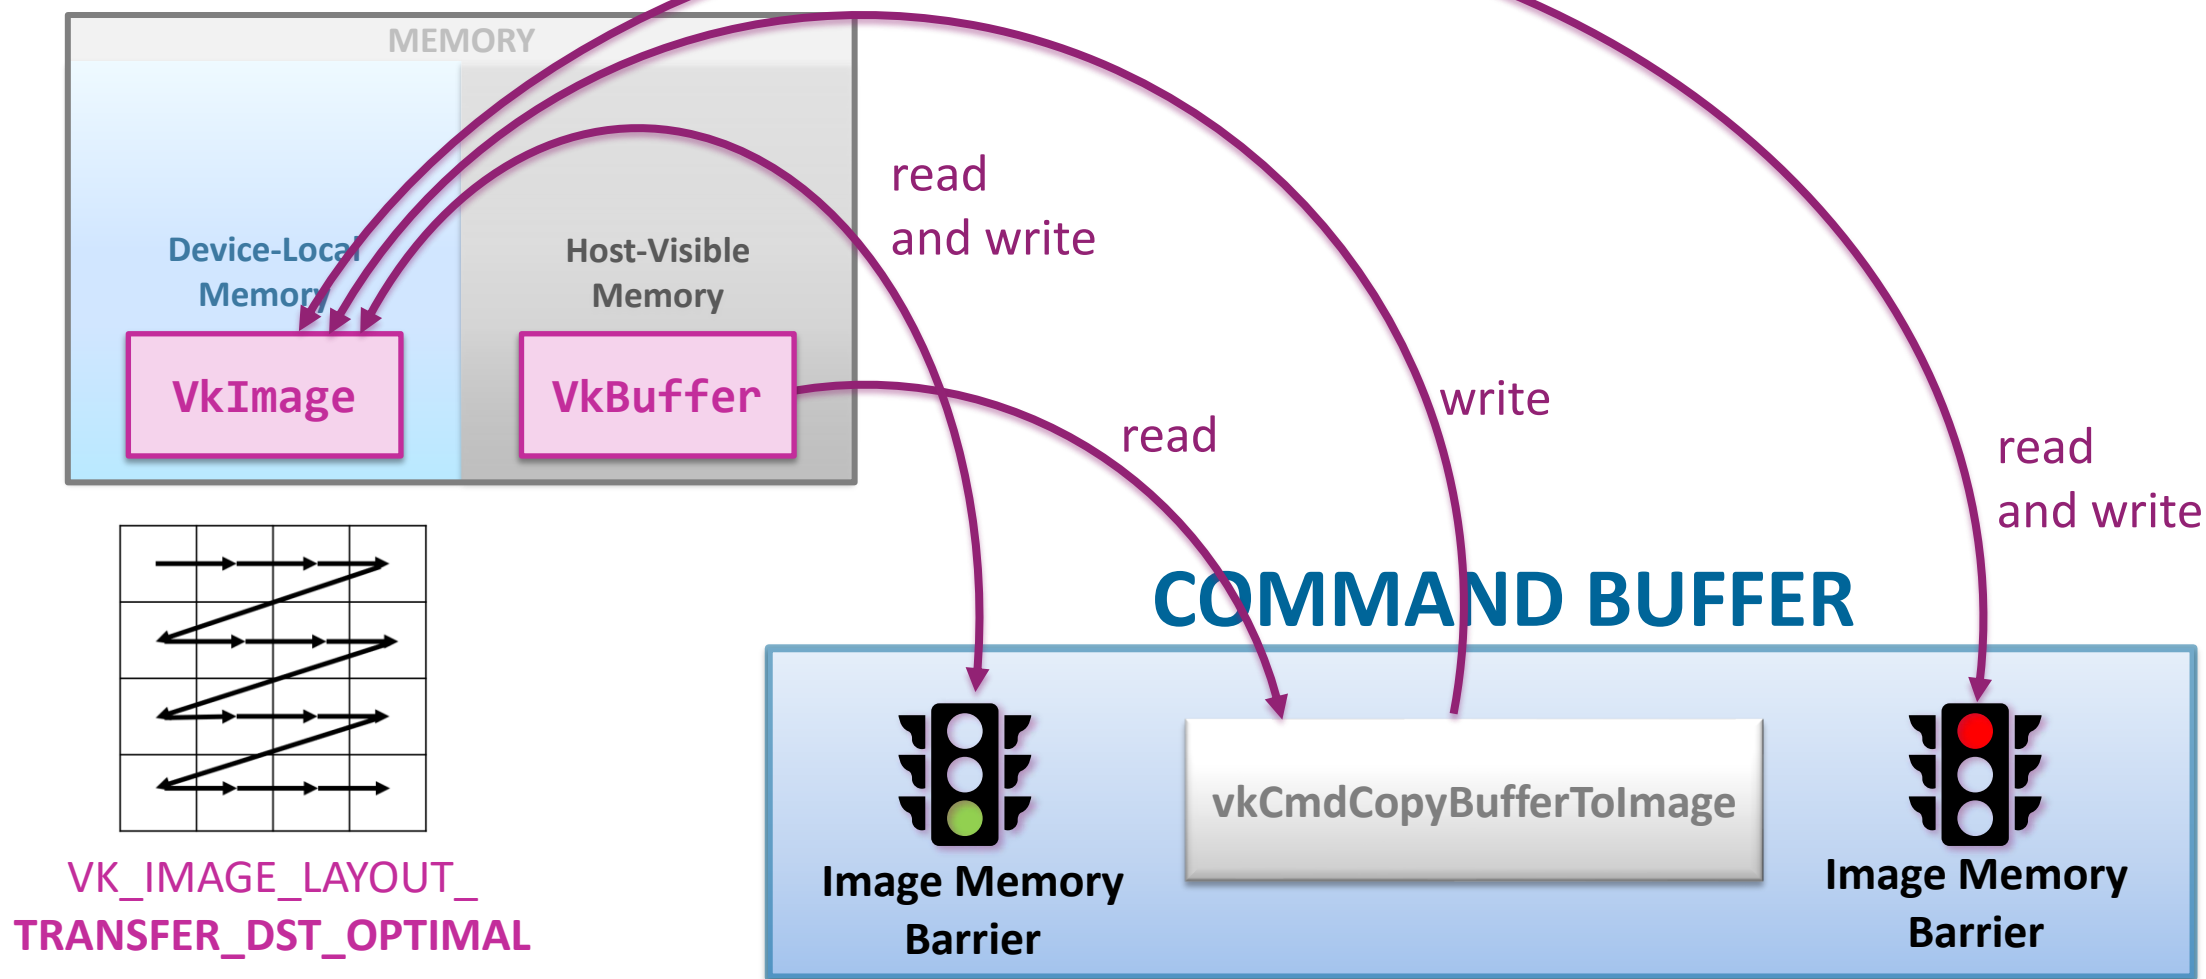 MEMORY
Device-Local
Memory
Host-Visible
Memory
VkImage
VkBuffer
read
and write
read
write
read
and write
COMMAND BUFFER
vkCmdCopyBufferToImage
Image Memory
Barrier
Image Memory
Barrier
VK_IMAGE_LAYOUT_
TRANSFER_DST_OPTIMAL